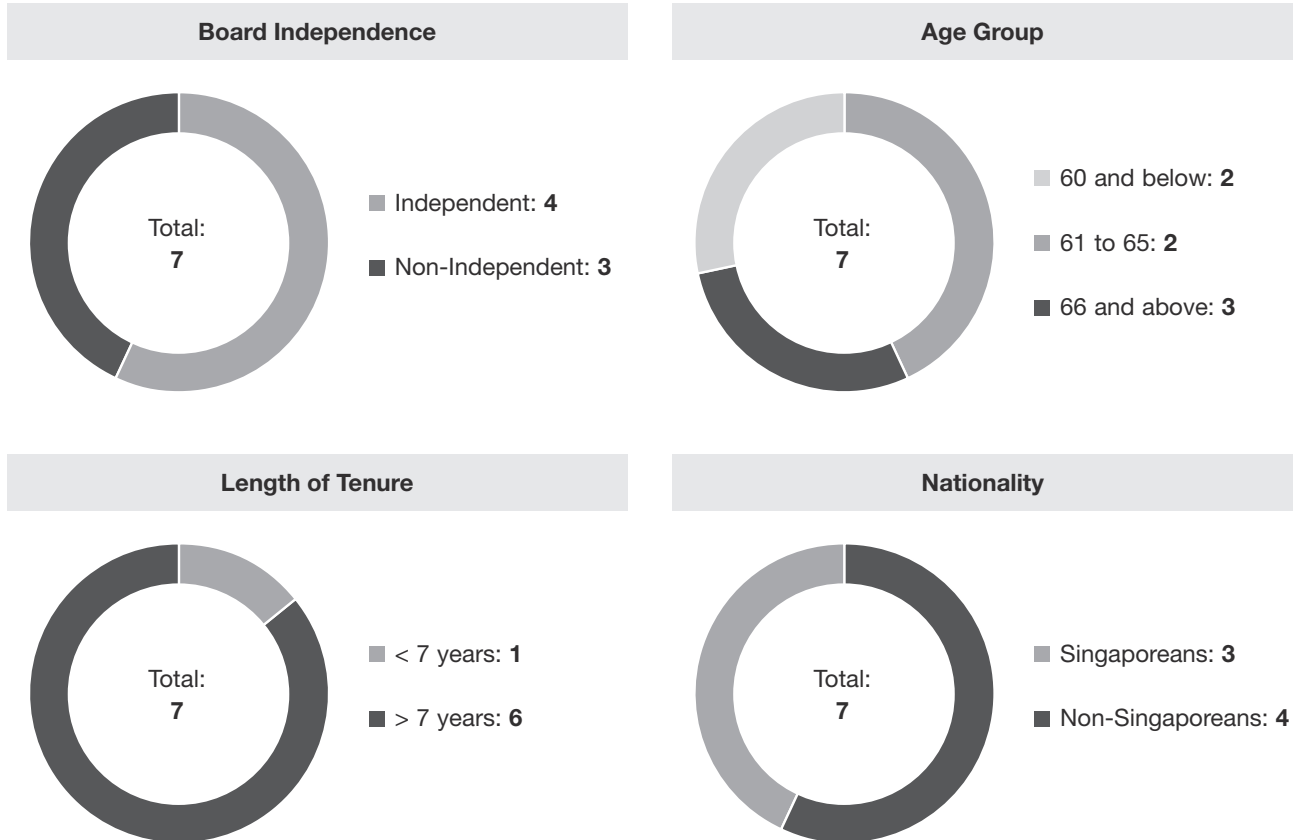 Board Independence
Total:
7
Independent: 4
Non-Independent: 3
Age Group
Total:
7
60 and below: 2
61 to 65: 2
66 and above: 3
Length of Tenure
Total:
7
< 7 years: 1
> 7 years: 6
Nationality
Total:
7
Singaporeans: 3
Non-Singaporeans: 4